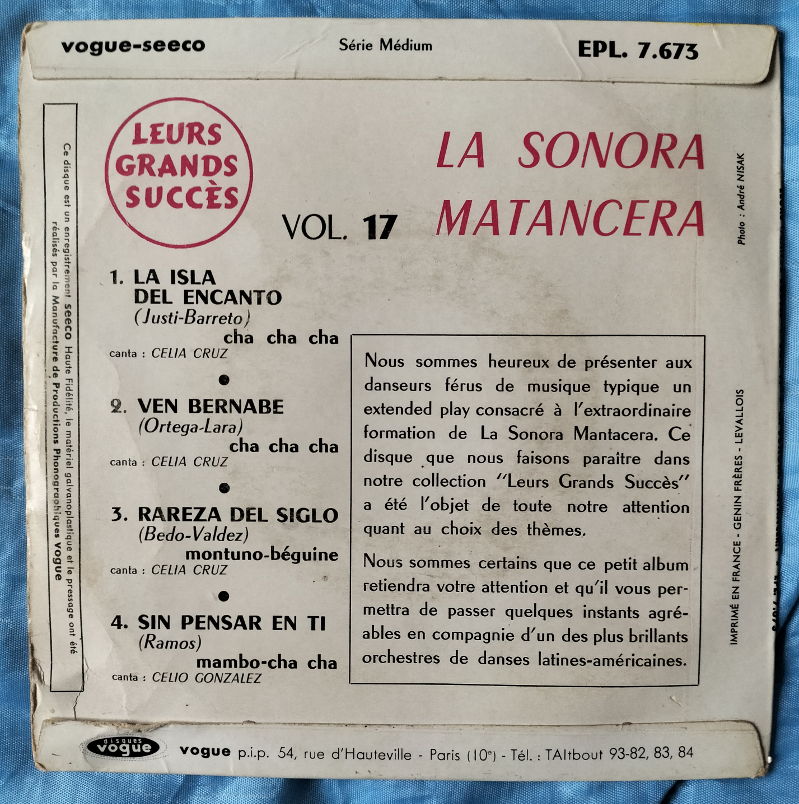 vogue-seeco
Série Médium
EPL. 7.673
LEURS
GRANDS
SUCCÈS
VOL. 17
LA SONORA
MATANCERA
Photo : André NISAK
Ce disque est un enregistrement seeco Haute Fidélité, le matériel galvanoplastique et le pressage ont été
réalisés par la Manufacture de Productions Phonographiques vogue
1. LA ISLA
DEL ENCANTO
(Justi-Barreto)
cha cha cha
canta : CELIA CRUZ
2. VEN BERNABE
(Ortega-Lara)
cha cha cha
canta : CELIA CRUZ
3. RAREZA DEL SIGLO
(Bedo-Valdez)
montuno-béguine
canta : CELIA CRUZ
4. SIN PENSAR EN TI
(Ramos)
mambo-cha cha
canta : CELIO GONZALEZ
Nous sommes heureux de présenter aux
danseurs férus de musique typique un
extended play consacré à l'extraordinaire
formation de La Sonora Mantacera. Ce
disque que nous faisons paraitre dans
notre collection "Leurs Grands Succès"
a été l'objet de toute notre attention
quant au choix des thèmes.
Nous sommes certains que ce petit album
retiendra votre attention et qu'il vous per-
mettra de passer quelques instants agré-
ables en compagnie d'un des plus brillants
orchestres de danses latines-américaines.
IMPRIMÉ EN FRANCE - GENIN FRÈRES - LEVALLOIS
disques
vogue
vogue p.i.p. 54, rue d'Hauteville - Paris (10e) - Tél. : TAItbout 93-82, 83, 84